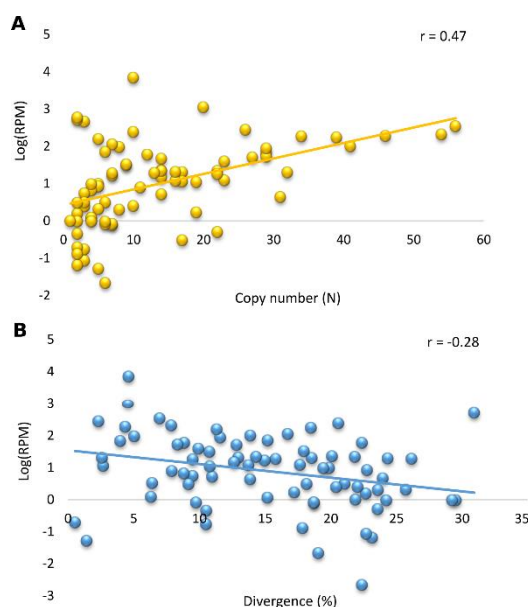 A
r = 0.47
Log(RPM)
5
4
3
2
1
0
-1
-2
0 10 20 30 40 50 60
Copy number (N)
B
r = -0.28
Log(RPM)
5
4
3
2
1
0
-1
-2
-3
0 5 10 15 20 25 30 35
Divergence (%)